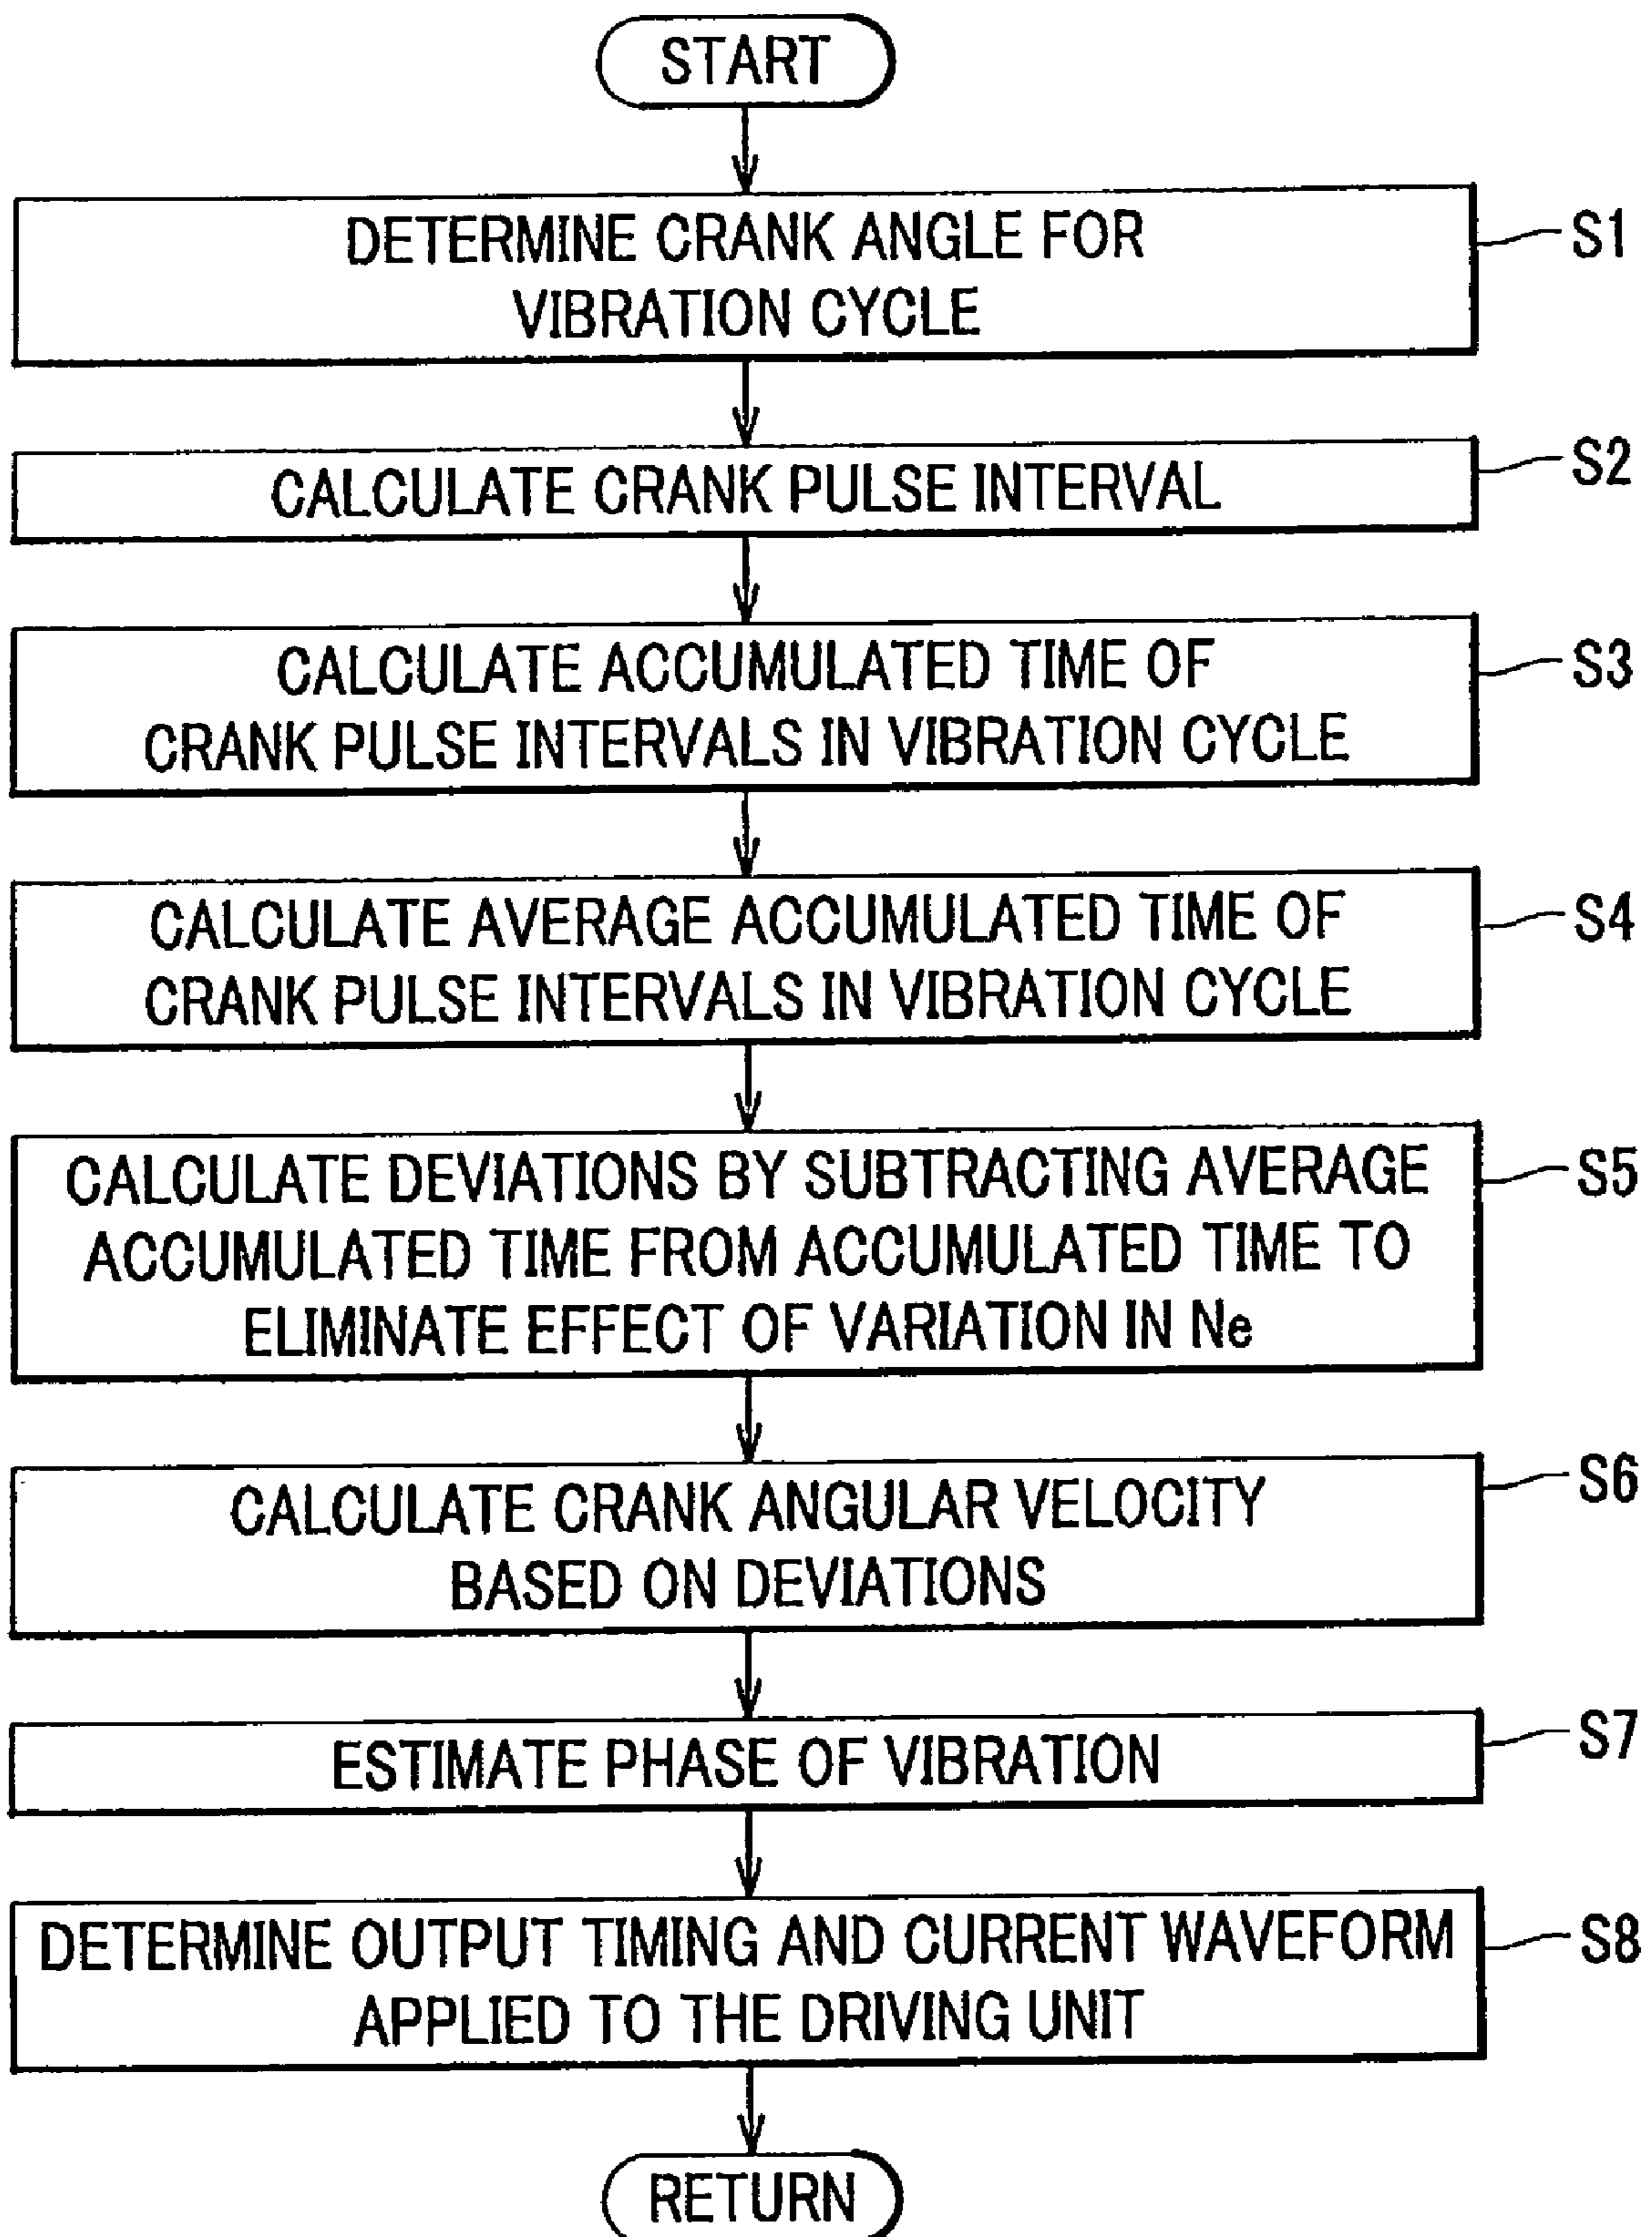 START
DETERMINE CRANK ANGLE FOR
VIBRATION CYCLE
S1
CALCULATE CRANK PULSE INTERVAL
S2
CALCULATE ACCUMULATED TIME OF
CRANK PULSE INTERVALS IN VIBRATION CYCLE
S3
CALCULATE AVERAGE ACCUMULATED TIME OF
CRANK PULSE INTERVALS IN VIBRATION CYCLE
S4
CALCULATE DEVIATIONS BY SUBTRACTING AVERAGE
ACCUMULATED TIME FROM ACCUMULATED TIME TO
ELIMINATE EFFECT OF VARIATION IN Ne
S5
CALCULATE CRANK ANGULAR VELOCITY
BASED ON DEVIATIONS
S6
ESTIMATE PHASE OF VIBRATION
S7
DETERMINE OUTPUT TIMING AND CURRENT WAVEFORM
APPLIED TO THE DRIVING UNIT
S8
RETURN